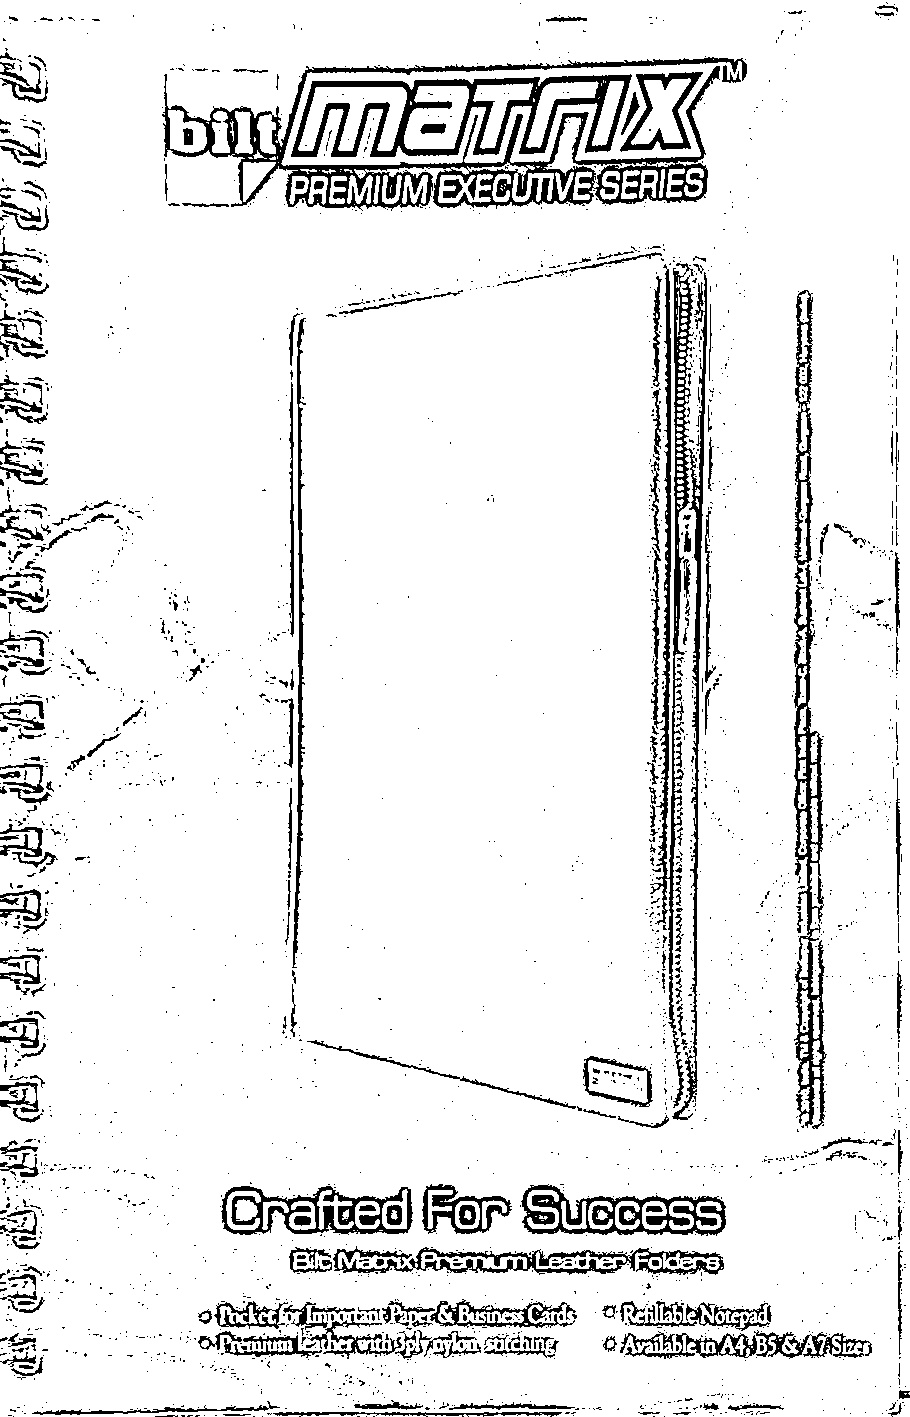 bilt
matrix™
PREMIUM EXECUTIVE SERIES
Crafted For Success
Bilt Matrix Premium Leather Folders
Pocket for Important Paper & Business Cards
Premium leather with 3ply nylon stitching
Refillable Notepad
Available in A4, B5 & A7 Sizes